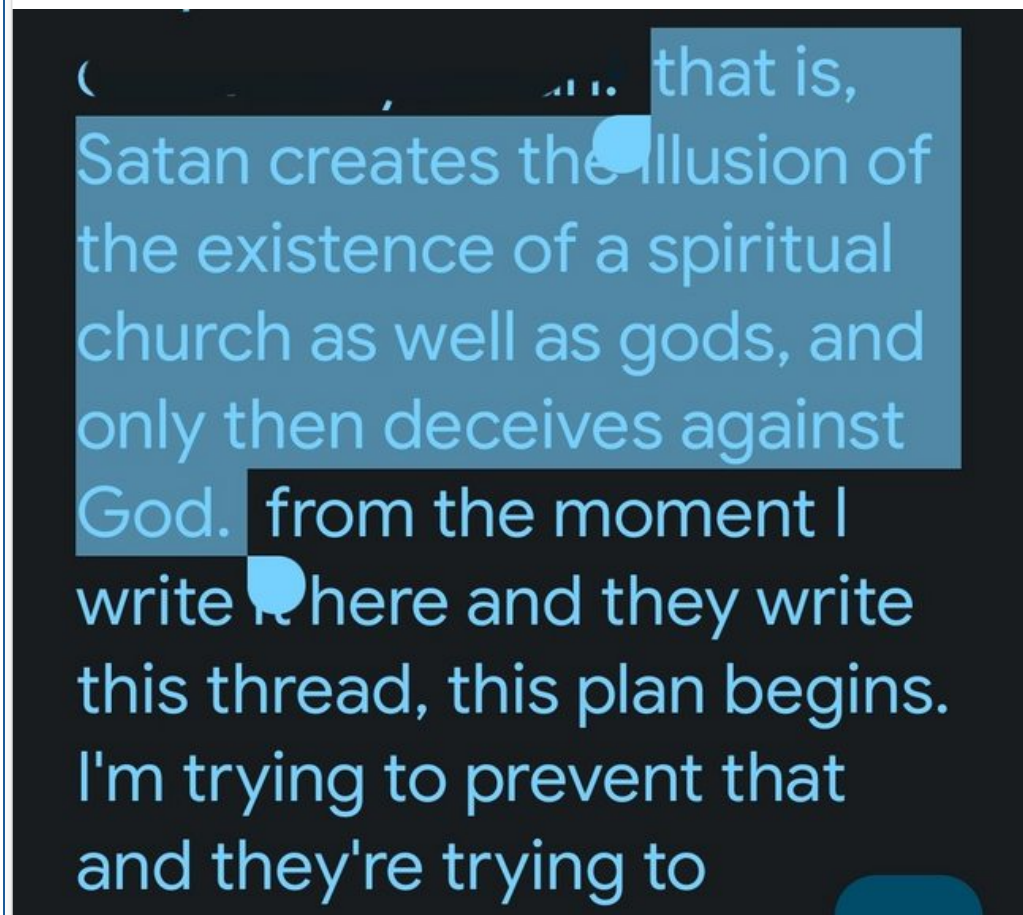 that is,
Satan creates the illusion of
the existence of a spiritual
church as well as gods, and
only then deceives against
God. from the moment I
write it here and they write
this thread, this plan begins.
I'm trying to prevent that
and they're trying to